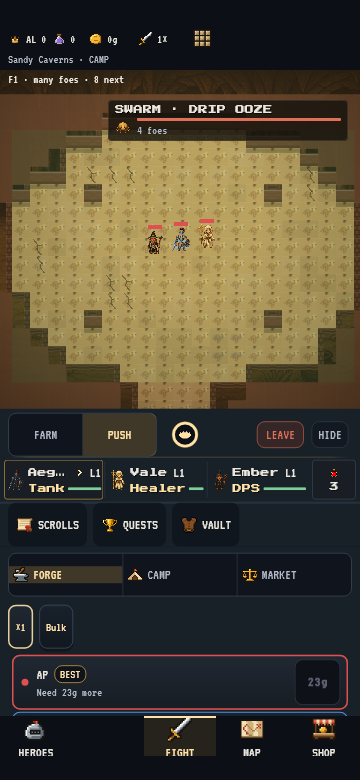 AL 0 0 0g 1X
Sandy Caverns · CAMP
F1 · many foes · 8 next
SWARM · DRIP OOZE
4 foes
FARM PUSH LEAVE HIDE
Aeg… > L1 Vale L1 Ember L1
Tank Healer DPS 3
SCROLLS QUESTS VAULT
FORGE CAMP MARKET
x1 Bulk
AP BEST 23g
Need 23g more
HEROES FIGHT MAP SHOP